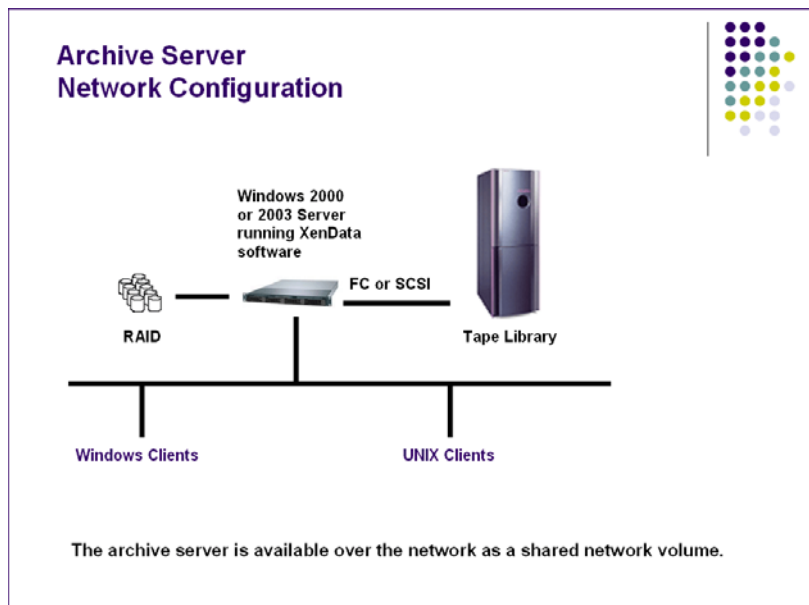 Archive Server
Network Configuration
Windows 2000
or 2003 Server
running XenData
software
FC or SCSI
RAID
Tape Library
Windows Clients
UNIX Clients
The archive server is available over the network as a shared network volume.